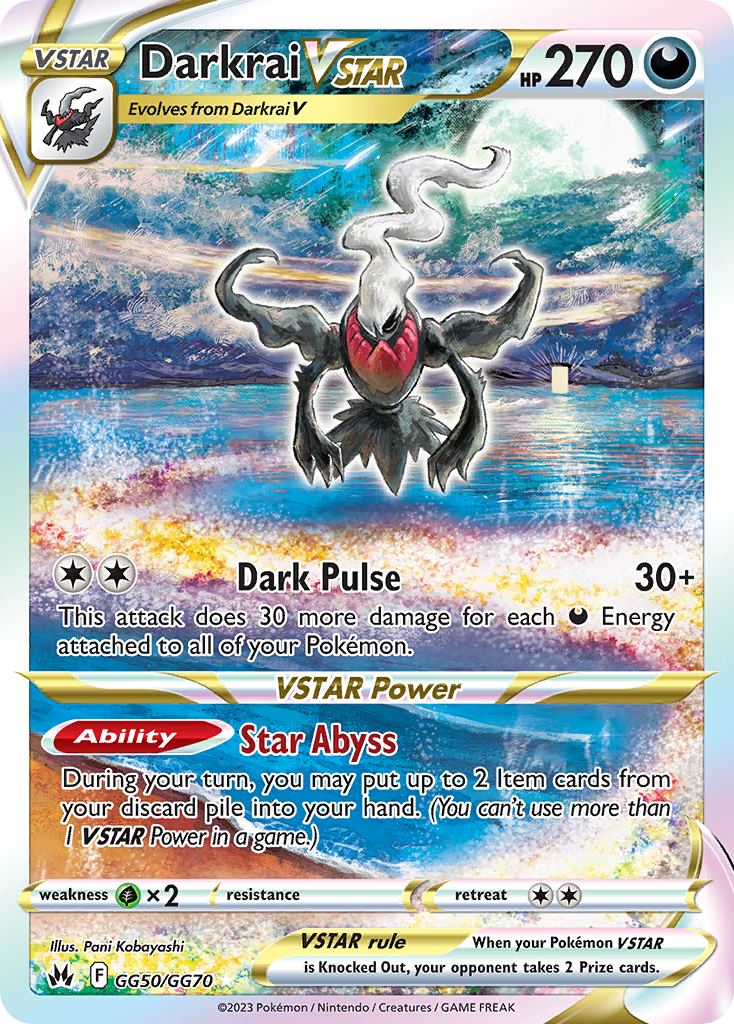 VSTAR
Darkrai VSTAR
HP 270
Evolves from Darkrai V
Dark Pulse 30+
This attack does 30 more damage for each Energy
attached to all of your Pokémon.
VSTAR Power
Ability Star Abyss
During your turn, you may put up to 2 Item cards from
your discard pile into your hand. (You can't use more than
1 VSTAR Power in a game.)
weakness ×2 resistance retreat
Illus. Pani Kobayashi
VSTAR rule When your Pokémon VSTAR
is Knocked Out, your opponent takes 2 Prize cards.
F GG50/GG70
©2023 Pokémon / Nintendo / Creatures / GAME FREAK